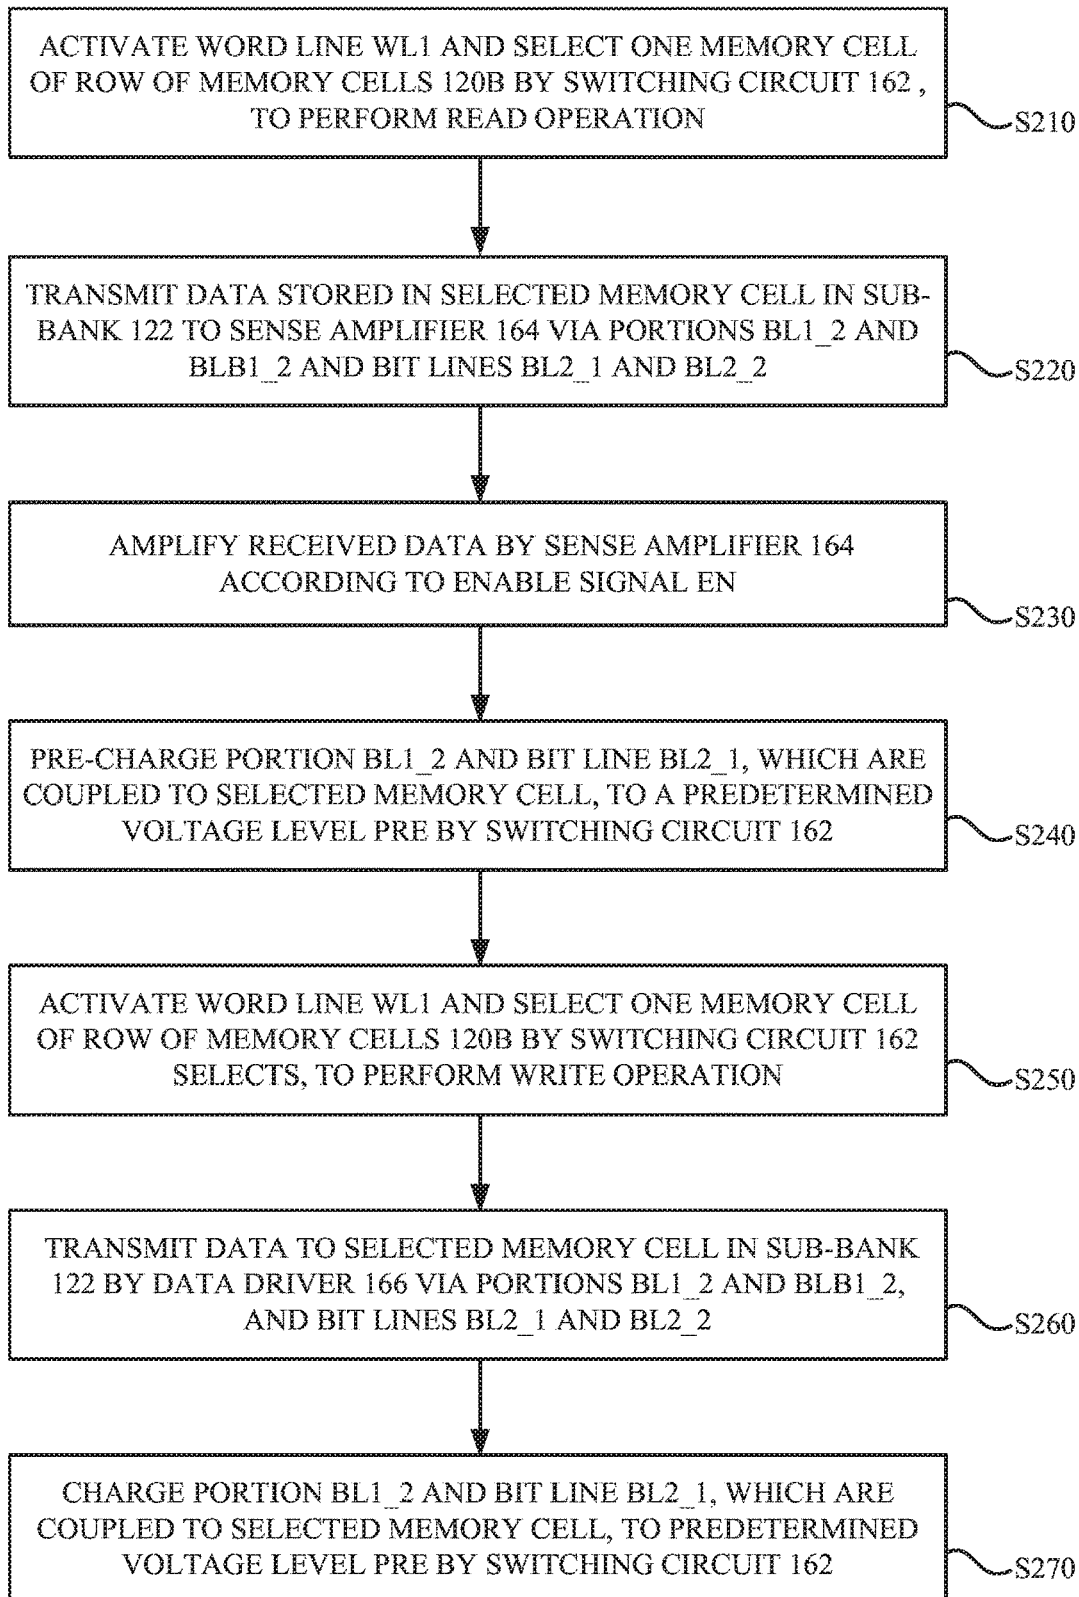 ACTIVATE WORD LINE WL1 AND SELECT ONE MEMORY CELL
OF ROW OF MEMORY CELLS 120B BY SWITCHING CIRCUIT 162 ,
TO PERFORM READ OPERATION
S210
TRANSMIT DATA STORED IN SELECTED MEMORY CELL IN SUB-
BANK 122 TO SENSE AMPLIFIER 164 VIA PORTIONS BL1_2 AND
BLB1_2 AND BIT LINES BL2_1 AND BL2_2
S220
AMPLIFY RECEIVED DATA BY SENSE AMPLIFIER 164
ACCORDING TO ENABLE SIGNAL EN
S230
PRE-CHARGE PORTION BL1_2 AND BIT LINE BL2_1, WHICH ARE
COUPLED TO SELECTED MEMORY CELL, TO A PREDETERMINED
VOLTAGE LEVEL PRE BY SWITCHING CIRCUIT 162
S240
ACTIVATE WORD LINE WL1 AND SELECT ONE MEMORY CELL
OF ROW OF MEMORY CELLS 120B BY SWITCHING CIRCUIT 162
SELECTS, TO PERFORM WRITE OPERATION
S250
TRANSMIT DATA TO SELECTED MEMORY CELL IN SUB-BANK
122 BY DATA DRIVER 166 VIA PORTIONS BL1_2 AND BLB1_2,
AND BIT LINES BL2_1 AND BL2_2
S260
CHARGE PORTION BL1_2 AND BIT LINE BL2_1, WHICH ARE
COUPLED TO SELECTED MEMORY CELL, TO PREDETERMINED
VOLTAGE LEVEL PRE BY SWITCHING CIRCUIT 162
S270